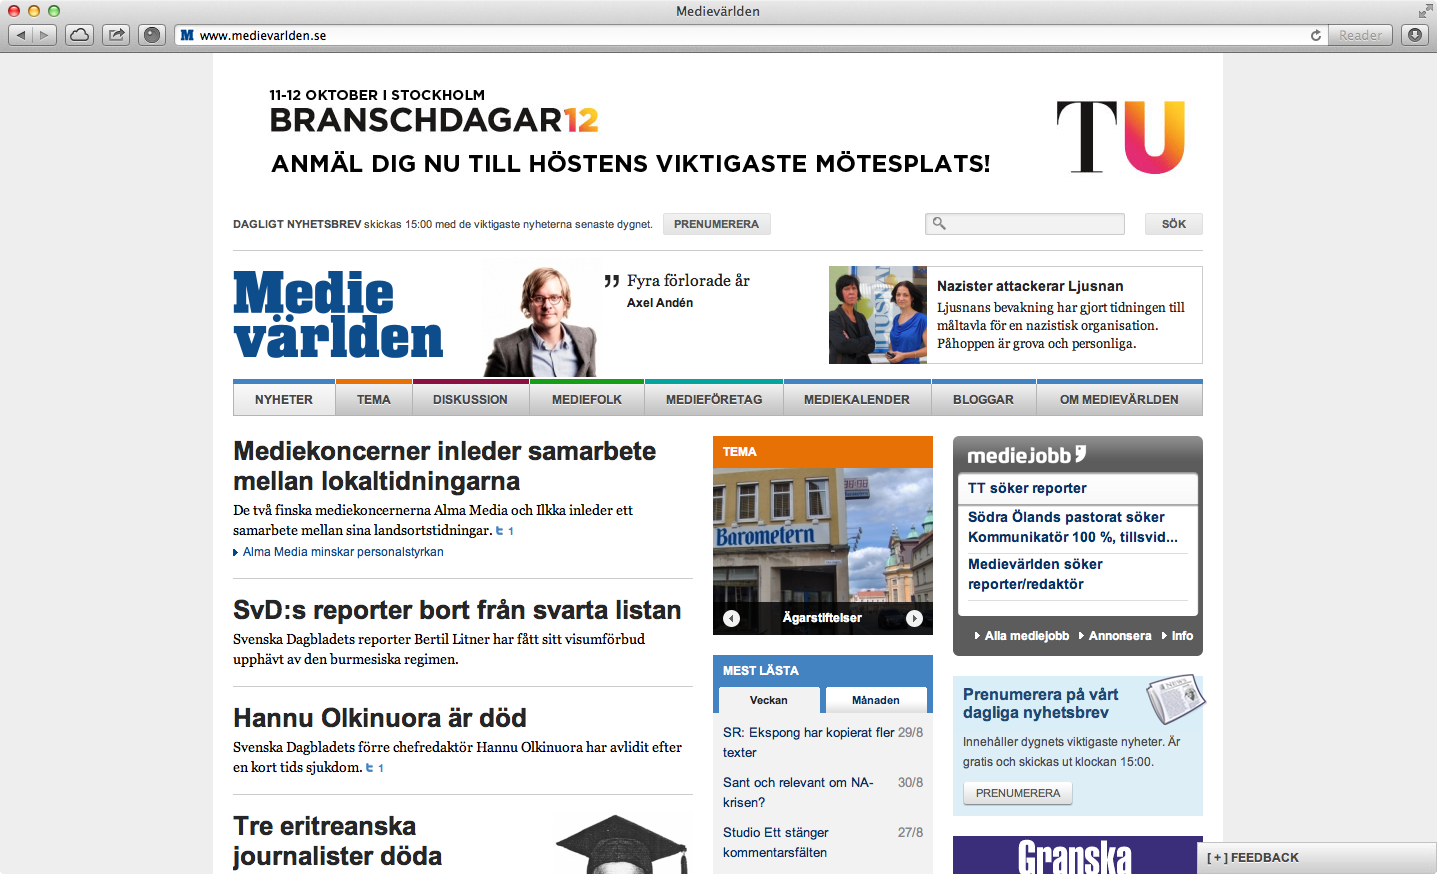 Medievärlden
www.medievarlden.se
Reader
11-12 OKTOBER I STOCKHOLM
BRANSCHDAGAR12
ANMÄL DIG NU TILL HÖSTENS VIKTIGASTE MÖTESPLATS!
TU
DAGLIGT NYHETSBREV skickas 15:00 med de viktigaste nyheterna senaste dygnet.
PRENUMERERA
SÖK
Medie
världen
Fyra förlorade år
Axel Andén
Nazister attackerar Ljusnan
Ljusnans bevakning har gjort tidningen till
måltavla för en nazistisk organisation.
Påhoppen är grova och personliga.
NYHETER
TEMA
DISKUSSION
MEDIEFOLK
MEDIEFÖRETAG
MEDIEKALENDER
BLOGGAR
OM MEDIEVÄRLDEN
Mediekoncerner inleder samarbete
mellan lokaltidningarna
De två finska mediekoncernerna Alma Media och Ilkka inleder ett
samarbete mellan sina landsortstidningar. 1
Alma Media minskar personalstyrkan
SvD:s reporter bort från svarta listan
Svenska Dagbladets reporter Bertil Litner har fått sitt visumförbud
upphävt av den burmesiska regimen.
Hannu Olkinuora är död
Svenska Dagbladets förre chefredaktör Hannu Olkinuora har avlidit efter
en kort tids sjukdom. 1
Tre eritreanska
journalister döda
TEMA
Barometern
Ägarstiftelser
MEST LÄSTA
Veckan
Månaden
SR: Ekspong har kopierat fler 29/8
texter
Sant och relevant om NA- 30/8
krisen?
Studio Ett stänger 27/8
kommentarsfälten
mediejobb
TT söker reporter
Södra Ölands pastorat söker
Kommunikatör 100 %, tillsvid...
Medievärlden söker
reporter/redaktör
Alla mediejobb
Annonsera
Info
Prenumerera på vårt
dagliga nyhetsbrev
NEWS
Innehåller dygnets viktigaste nyheter. Är
gratis och skickas ut klockan 15:00.
PRENUMERERA
Granska
[+] FEEDBACK